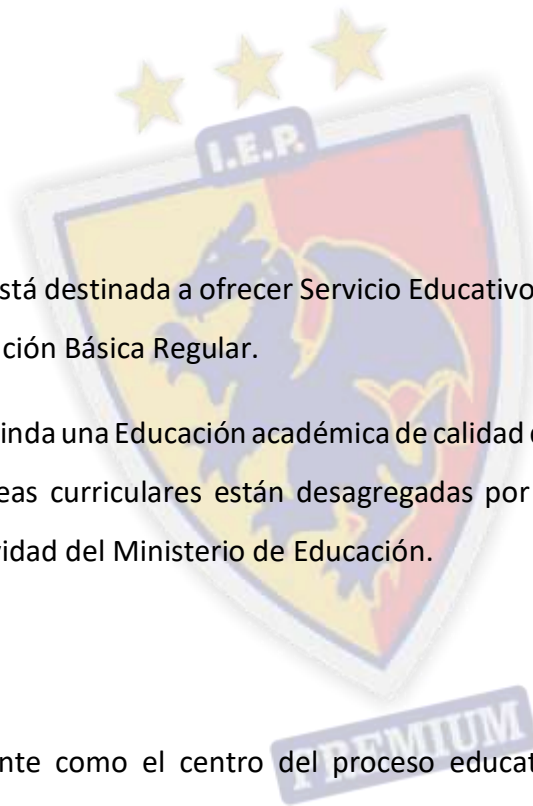 I.E.P.
stá destinada a ofrecer Servicio Educativo
ción Básica Regular.
inda una Educación académica de calidad
eas curriculares están desagregadas por
vidad del Ministerio de Educación.
nte como el centro del proceso educat
PREMIUM